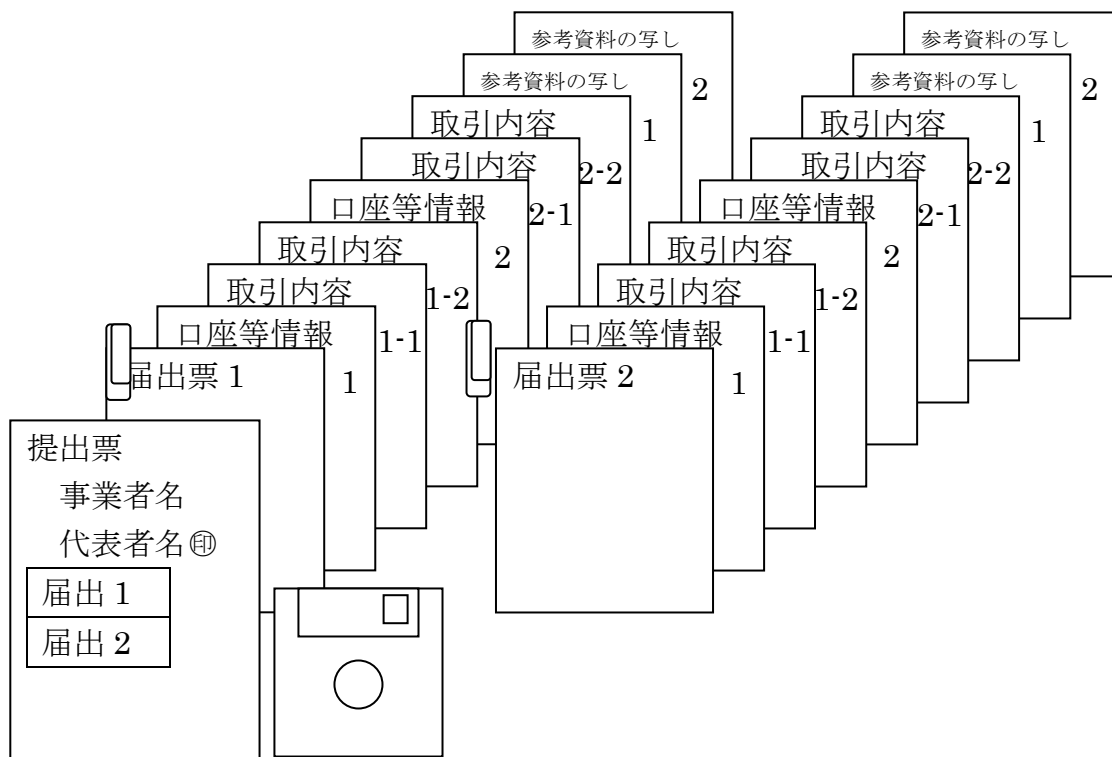 参考資料の写し
2
参考資料の写し
1
取引内容
2-2
取引内容
2-1
口座等情報
2
取引内容
1-2
取引内容
1-1
口座等情報
1
届出票 1
参考資料の写し
2
参考資料の写し
1
取引内容
2-2
取引内容
2-1
口座等情報
2
取引内容
1-2
取引内容
1-1
口座等情報
1
届出票 2
提出票
事業者名
代表者名㊞
届出 1
届出 2